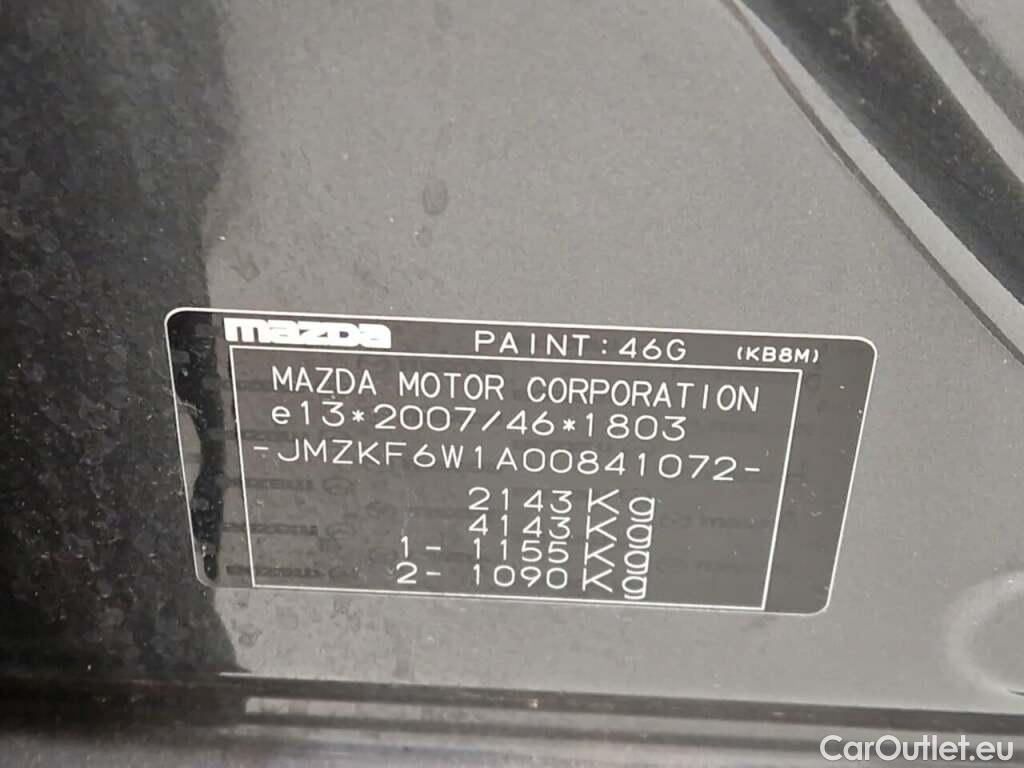 mazda PAINT: 46G (KB8M)
MAZDA MOTOR CORPORATION
e13*2007/46*1803
-JMZKF6W1A00841072-
2143Kg
4143Kg
1- 1155Kg
2- 1090Kg
CarOutlet.eu